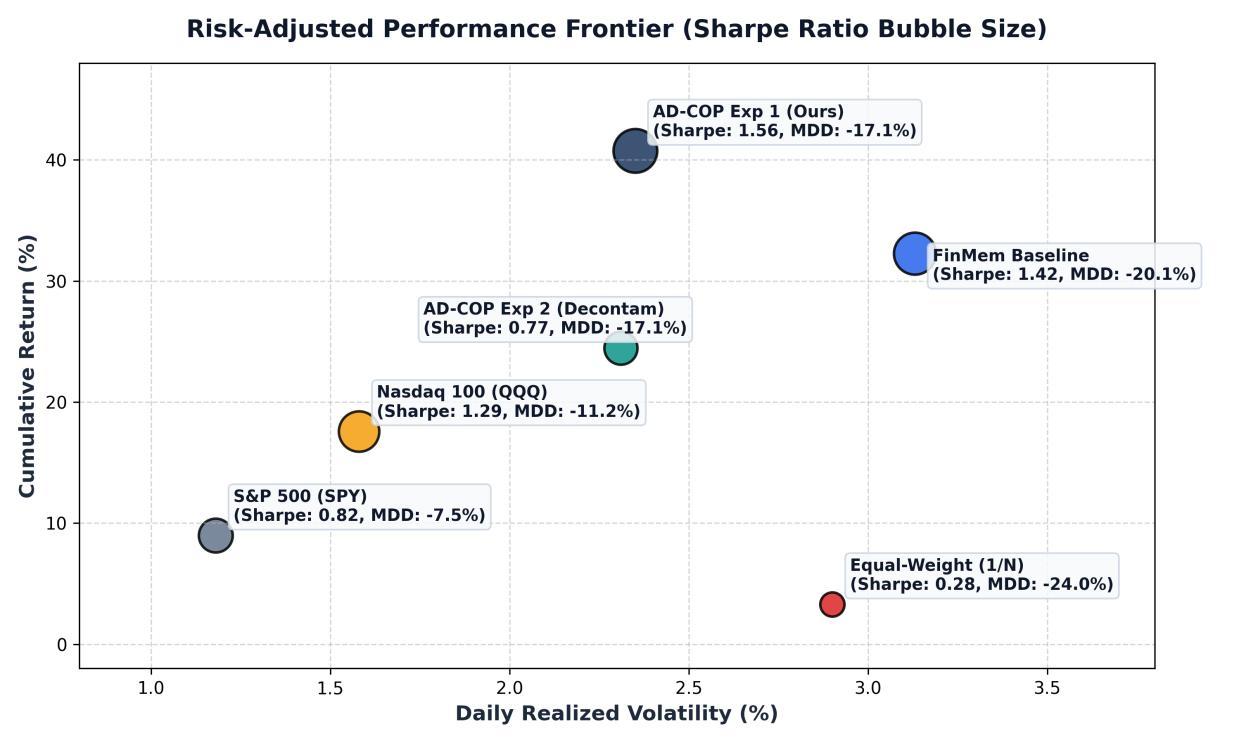 Risk-Adjusted Performance Frontier (Sharpe Ratio Bubble Size)
AD-COP Exp 1 (Ours)
(Sharpe: 1.56, MDD: -17.1%)
FinMem Baseline
(Sharpe: 1.42, MDD: -20.1%)
AD-COP Exp 2 (Decontam)
(Sharpe: 0.77, MDD: -17.1%)
Nasdaq 100 (QQQ)
(Sharpe: 1.29, MDD: -11.2%)
S&P 500 (SPY)
(Sharpe: 0.82, MDD: -7.5%)
Equal-Weight (1/N)
(Sharpe: 0.28, MDD: -24.0%)
Cumulative Return (%)
40
30
20
10
0
1.0 1.5 2.0 2.5 3.0 3.5
Daily Realized Volatility (%)